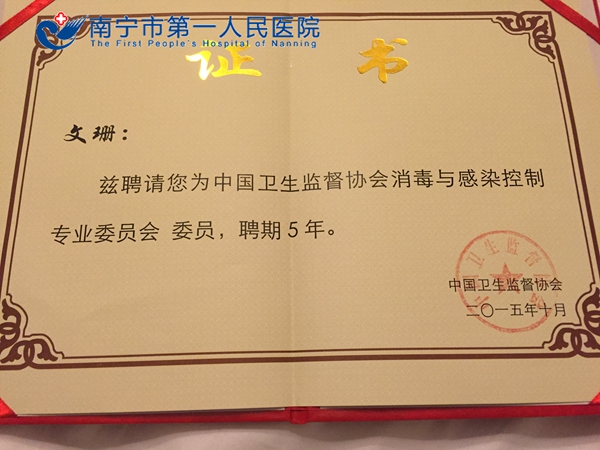 南宁市第一人民医院
The First People's Hospital of Nanning
证 书
文珊：
兹聘请您为中国卫生监督协会消毒与感染控制
专业委员会 委员，聘期5年。
中国卫生监督协会
二〇一五年十月